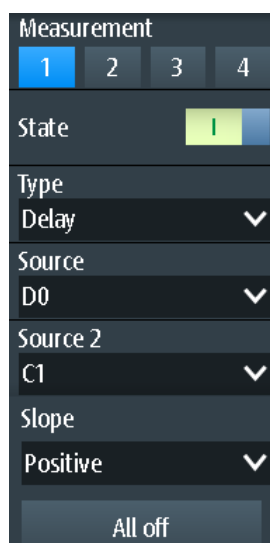 Measurement
1 2 3 4
State I
Type
Delay
Source
D0
Source 2
C1
Slope
Positive
All off